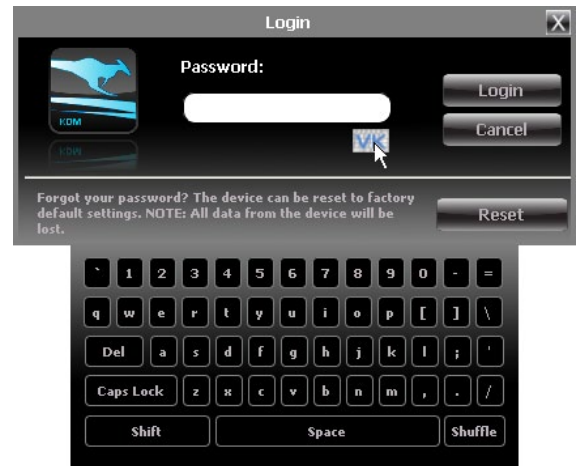 Login
X
Password:
KDM
Login
VK
Cancel
Forgot your password? The device can be reset to factory
default settings. NOTE: All data from the device will be
lost.
Reset
` 1 2 3 4 5 6 7 8 9 0 - =
q w e r t y u i o p [ ] \
Del a s d f g h j k l ; '
Caps Lock z x c v b n m , . /
Shift Space Shuffle